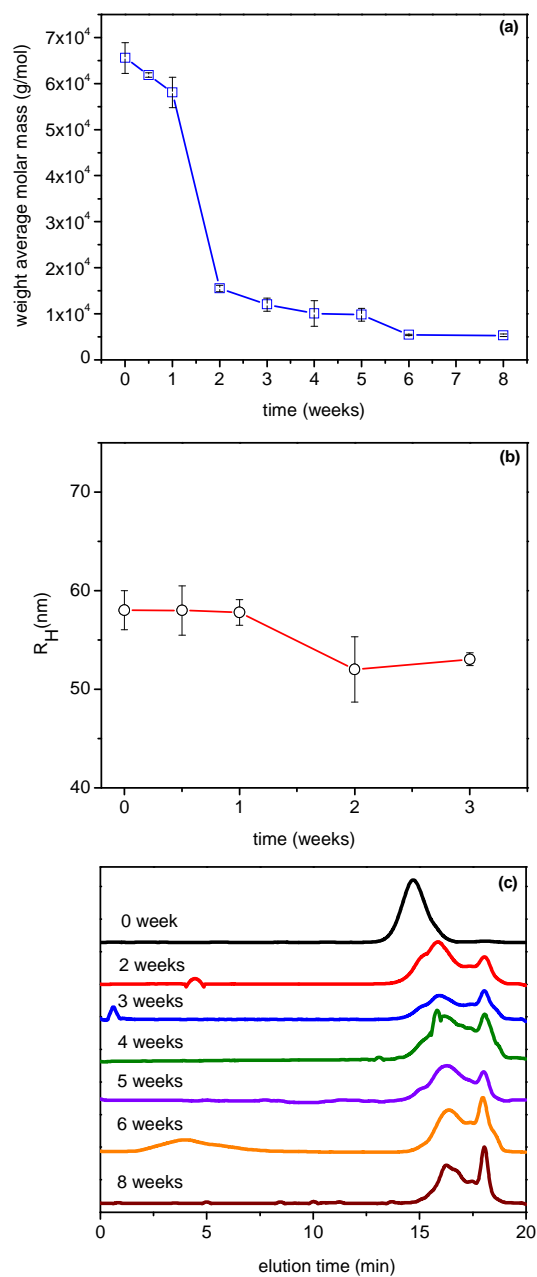 (a)
7x10⁴
6x10⁴
5x10⁴
4x10⁴
3x10⁴
2x10⁴
1x10⁴
0
weight average molar mass (g/mol)
0 1 2 3 4 5 6 7 8
time (weeks)
(b)
70
60
50
40
R_H(nm)
0 1 2 3
time (weeks)
(c)
0 week
2 weeks
3 weeks
4 weeks
5 weeks
6 weeks
8 weeks
0 5 10 15 20
elution time (min)